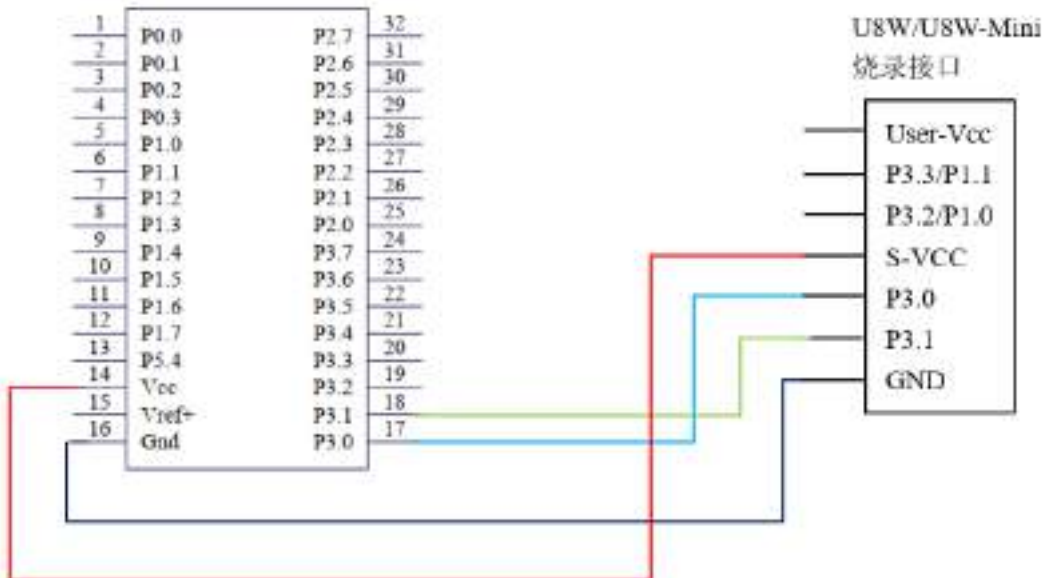 U8W/U8W-Mini
烧录接口
1 P0.0 P2.7 32
2 P0.1 P2.6 31
3 P0.2 P2.5 30
4 P0.3 P2.4 29
5 P1.0 P2.3 28
6 P1.1 P2.2 27
7 P1.2 P2.1 26
8 P1.3 P2.0 25
9 P1.4 P3.7 24
10 P1.5 P3.6 23
11 P1.6 P3.5 22
12 P1.7 P3.4 21
13 P5.4 P3.3 20
14 Vcc P3.2 19
15 Vref+ P3.1 18
16 Gnd P3.0 17
User-Vcc
P3.3/P1.1
P3.2/P1.0
S-VCC
P3.0
P3.1
GND